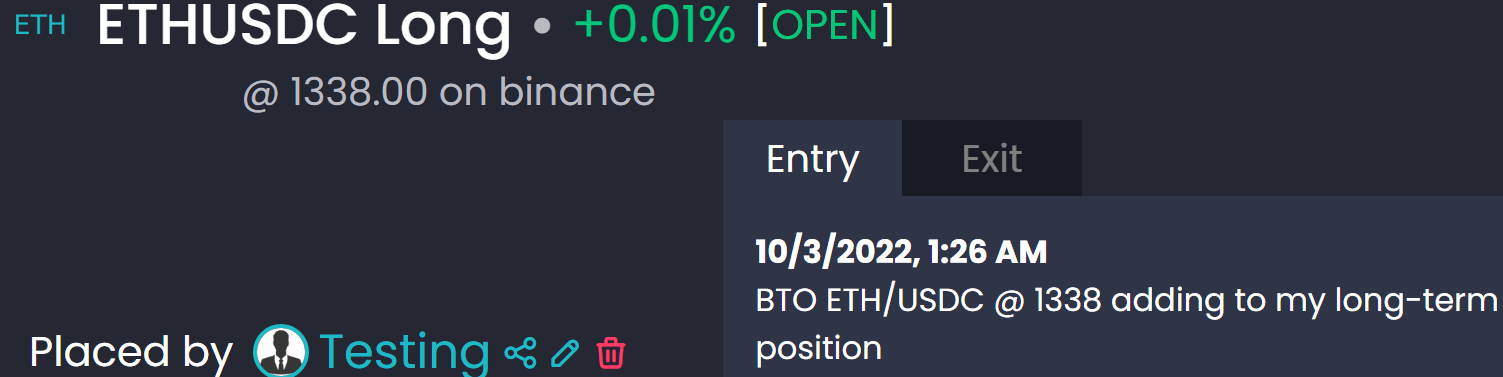 ETH ETHUSDC Long • +0.01% [OPEN]
@ 1338.00 on binance
Entry Exit
10/3/2022, 1:26 AM
BTO ETH/USDC @ 1338 adding to my long-term
position
Placed by Testing